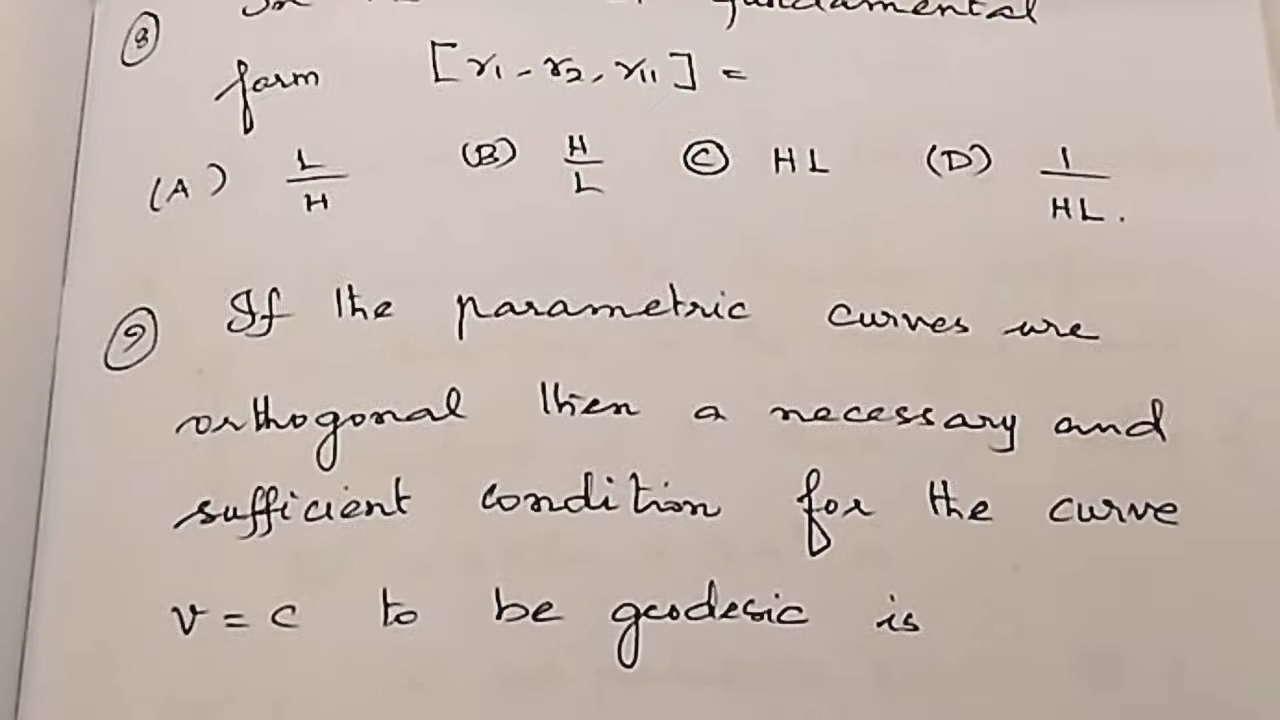 fundamental
(8) form [r1, r2, r11] =
(A) L/H (B) H/L (C) HL (D) 1/HL.
(9) If the parametric curves are
orthogonal then a necessary and
sufficient condition for the curve
v = c to be geodesic is